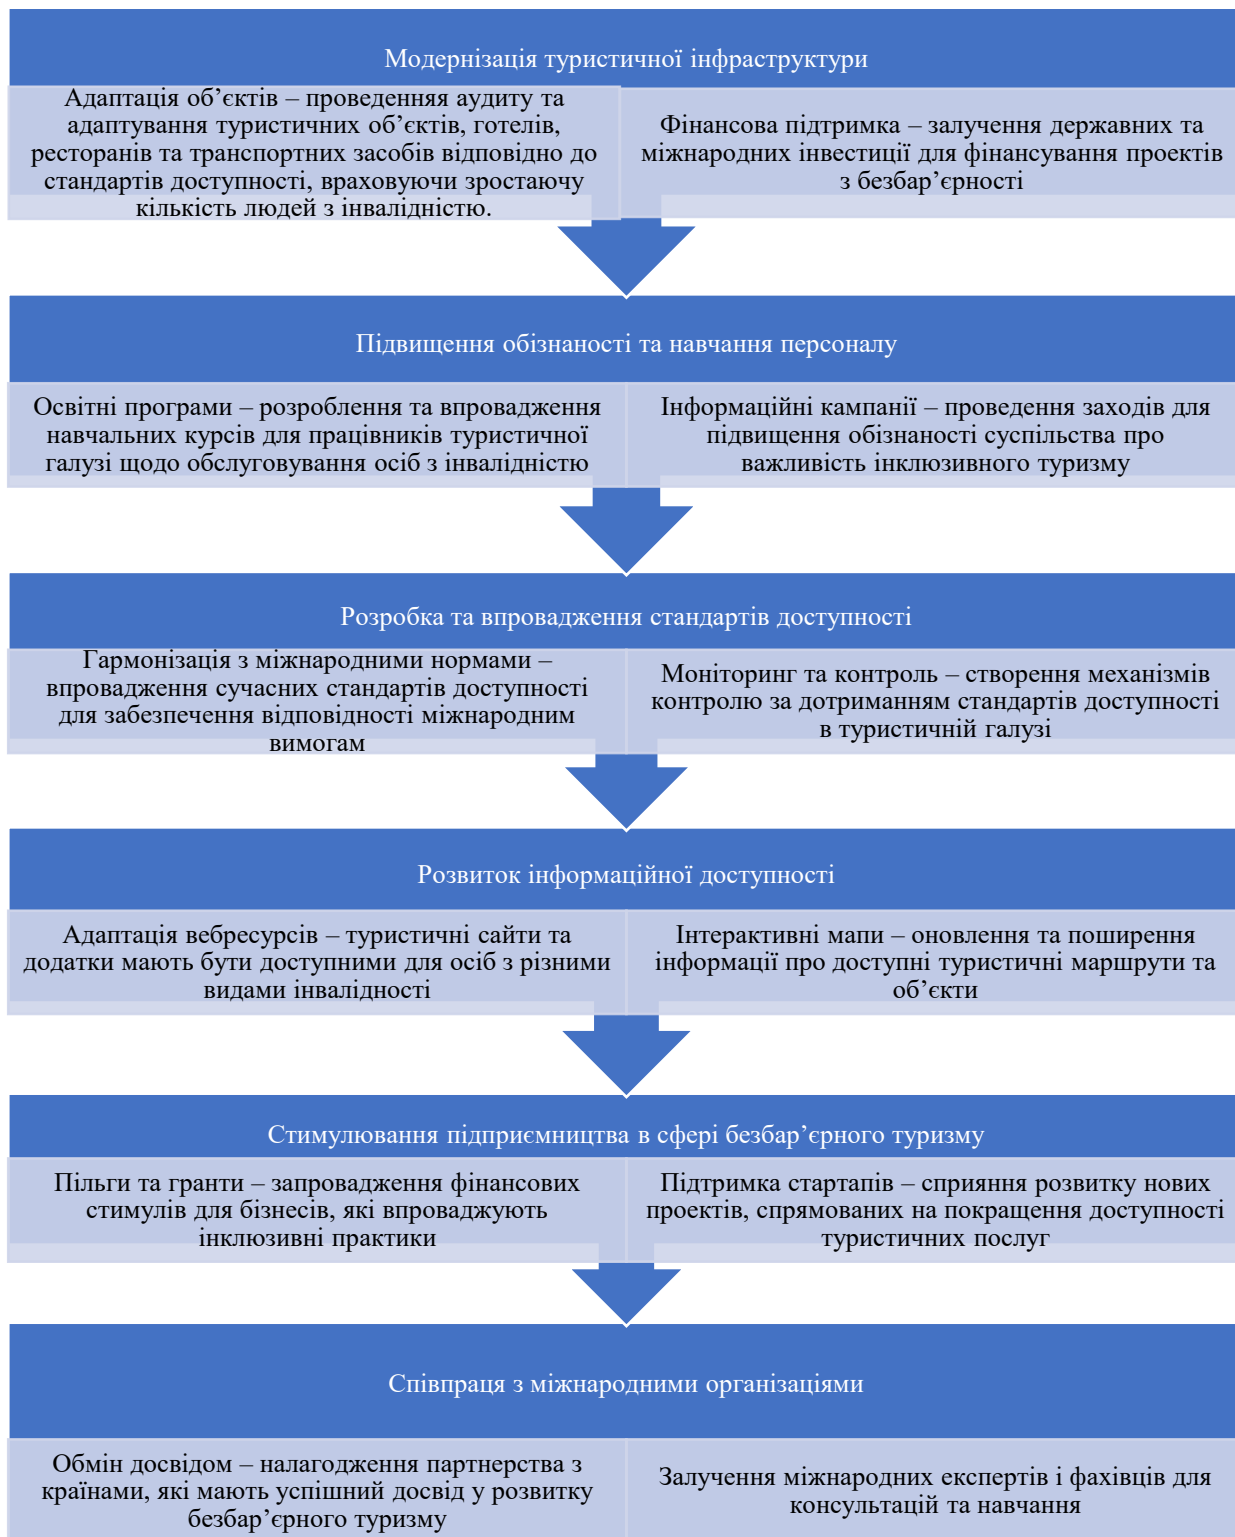 Модернізація туристичної інфраструктури
Адаптація об’єктів – проведенняя аудиту та
адаптування туристичних об’єктів, готелів,
ресторанів та транспортних засобів відповідно до
стандартів доступності, враховуючи зростаючу
кількість людей з інвалідністю.
Фінансова підтримка – залучення державних та
міжнародних інвестиції для фінансування проектів
з безбар’єрності
Підвищення обізнаності та навчання персоналу
Освітні програми – розроблення та впровадження
навчальних курсів для працівників туристичної
галузі щодо обслуговування осіб з інвалідністю
Інформаційні кампанії – проведення заходів для
підвищення обізнаності суспільства про
важливість інклюзивного туризму
Розробка та впровадження стандартів доступності
Гармонізація з міжнародними нормами –
впровадження сучасних стандартів доступності
для забезпечення відповідності міжнародним
вимогам
Моніторинг та контроль – створення механізмів
контролю за дотриманням стандартів доступності
в туристичній галузі
Розвиток інформаційної доступності
Адаптація вебресурсів – туристичні сайти та
додатки мають бути доступними для осіб з різними
видами інвалідності
Інтерактивні мапи – оновлення та поширення
інформації про доступні туристичні маршрути та
об’єкти
Стимулювання підприємництва в сфері безбар’єрного туризму
Пільги та гранти – запровадження фінансових
стимулів для бізнесів, які впроваджують
інклюзивні практики
Підтримка стартапів – сприяння розвитку нових
проектів, спрямованих на покращення доступності
туристичних послуг
Співпраця з міжнародними організаціями
Обмін досвідом – налагодження партнерства з
країнами, які мають успішний досвід у розвитку
безбар’єрного туризму
Залучення міжнародних експертів і фахівців для
консультацій та навчання